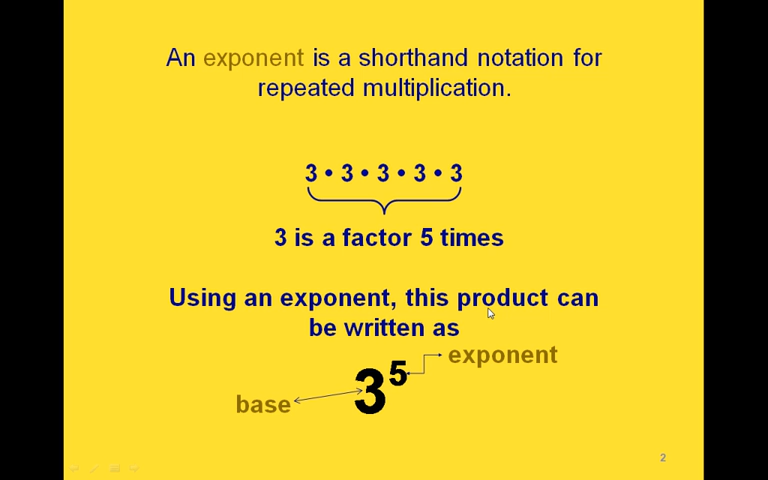 An exponent is a shorthand notation for
repeated multiplication.
3 • 3 • 3 • 3 • 3
3 is a factor 5 times
Using an exponent, this product can
be written as
exponent
3⁵
base
2